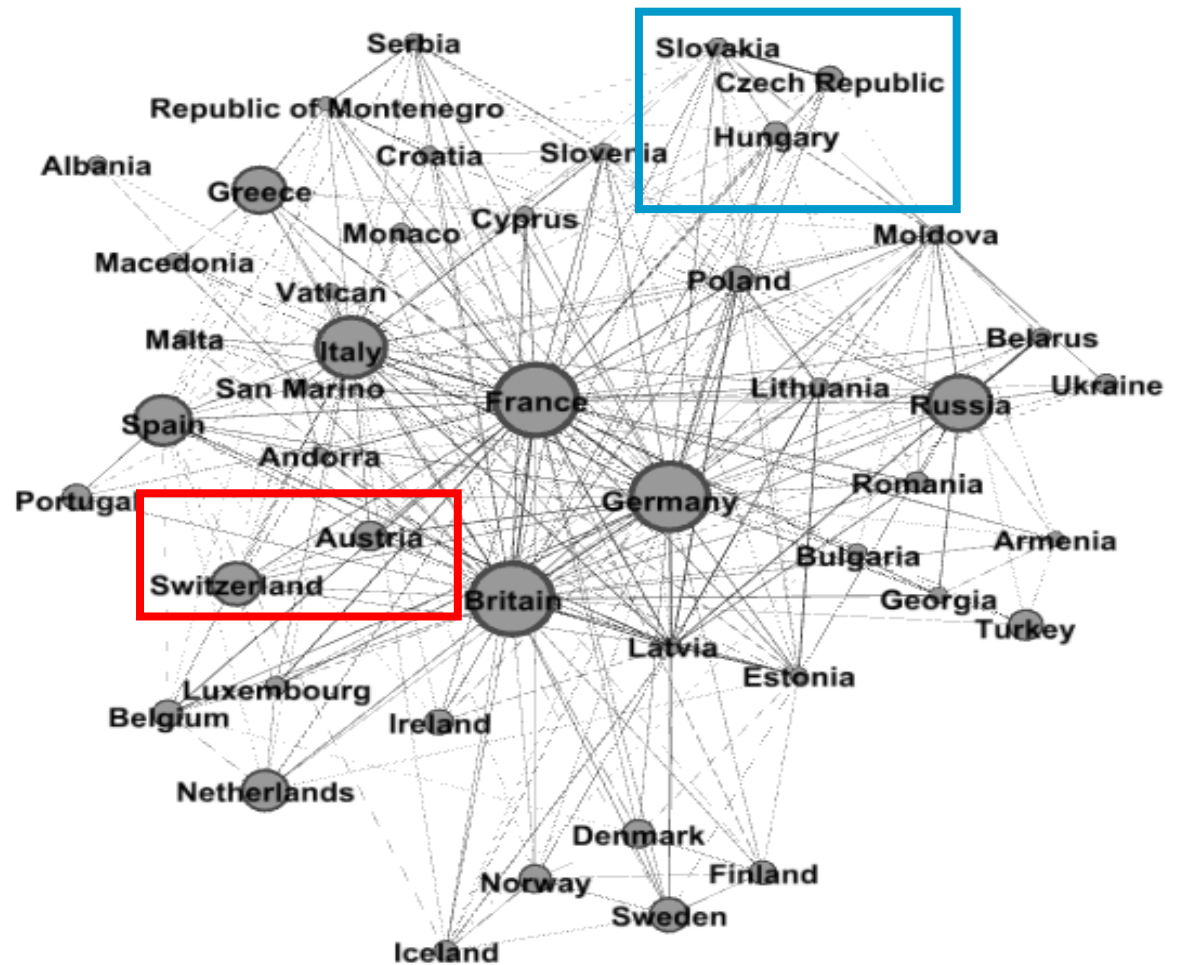 Serbia
Slovakia
Czech Republic
Republic of Montenegro
Hungary
Croatia
Slovenia
Albania
Greece
Cyprus
Monaco
Moldova
Macedonia
Poland
Vatican
Malta
Italy
Belarus
San Marino
Lithuania
Ukraine
France
Russia
Spain
Andorra
Romania
Portugal
Germany
Austria
Armenia
Bulgaria
Switzerland
Britain
Georgia
Turkey
Latvia
Estonia
Luxembourg
Belgium
Ireland
Netherlands
Denmark
Finland
Norway
Sweden
Iceland